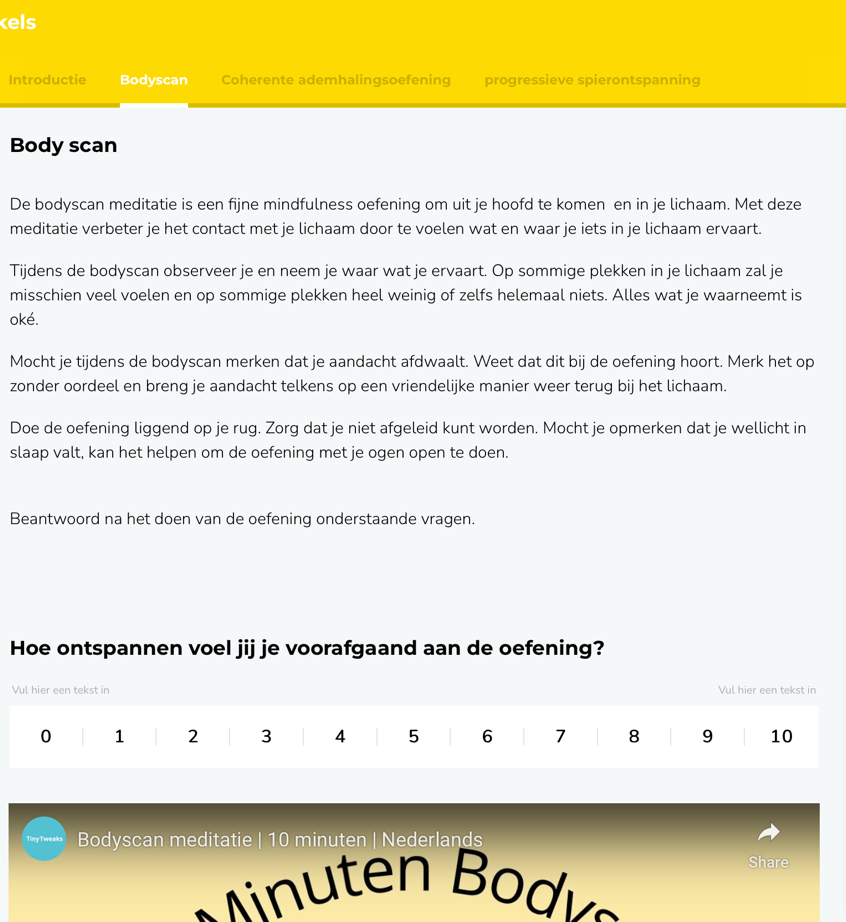 kels
Introductie Bodyscan Coherente ademhalingsoefening progressieve spierontspanning
Body scan
De bodyscan meditatie is een fijne mindfulness oefening om uit je hoofd te komen  en in je lichaam. Met deze
meditatie verbeter je het contact met je lichaam door te voelen wat en waar je iets in je lichaam ervaart.
Tijdens de bodyscan observeer je en neem je waar wat je ervaart. Op sommige plekken in je lichaam zal je
misschien veel voelen en op sommige plekken heel weinig of zelfs helemaal niets. Alles wat je waarneemt is
oké.
Mocht je tijdens de bodyscan merken dat je aandacht afdwaalt. Weet dat dit bij de oefening hoort. Merk het op
zonder oordeel en breng je aandacht telkens op een vriendelijke manier weer terug bij het lichaam.
Doe de oefening liggend op je rug. Zorg dat je niet afgeleid kunt worden. Mocht je opmerken dat je wellicht in
slaap valt, kan het helpen om de oefening met je ogen open te doen.
Beantwoord na het doen van de oefening onderstaande vragen.
Hoe ontspannen voel jij je voorafgaand aan de oefening?
Vul hier een tekst in Vul hier een tekst in
0 1 2 3 4 5 6 7 8 9 10
TinyTweaks Bodyscan meditatie | 10 minuten | Nederlands
Share
Minuten Bodys